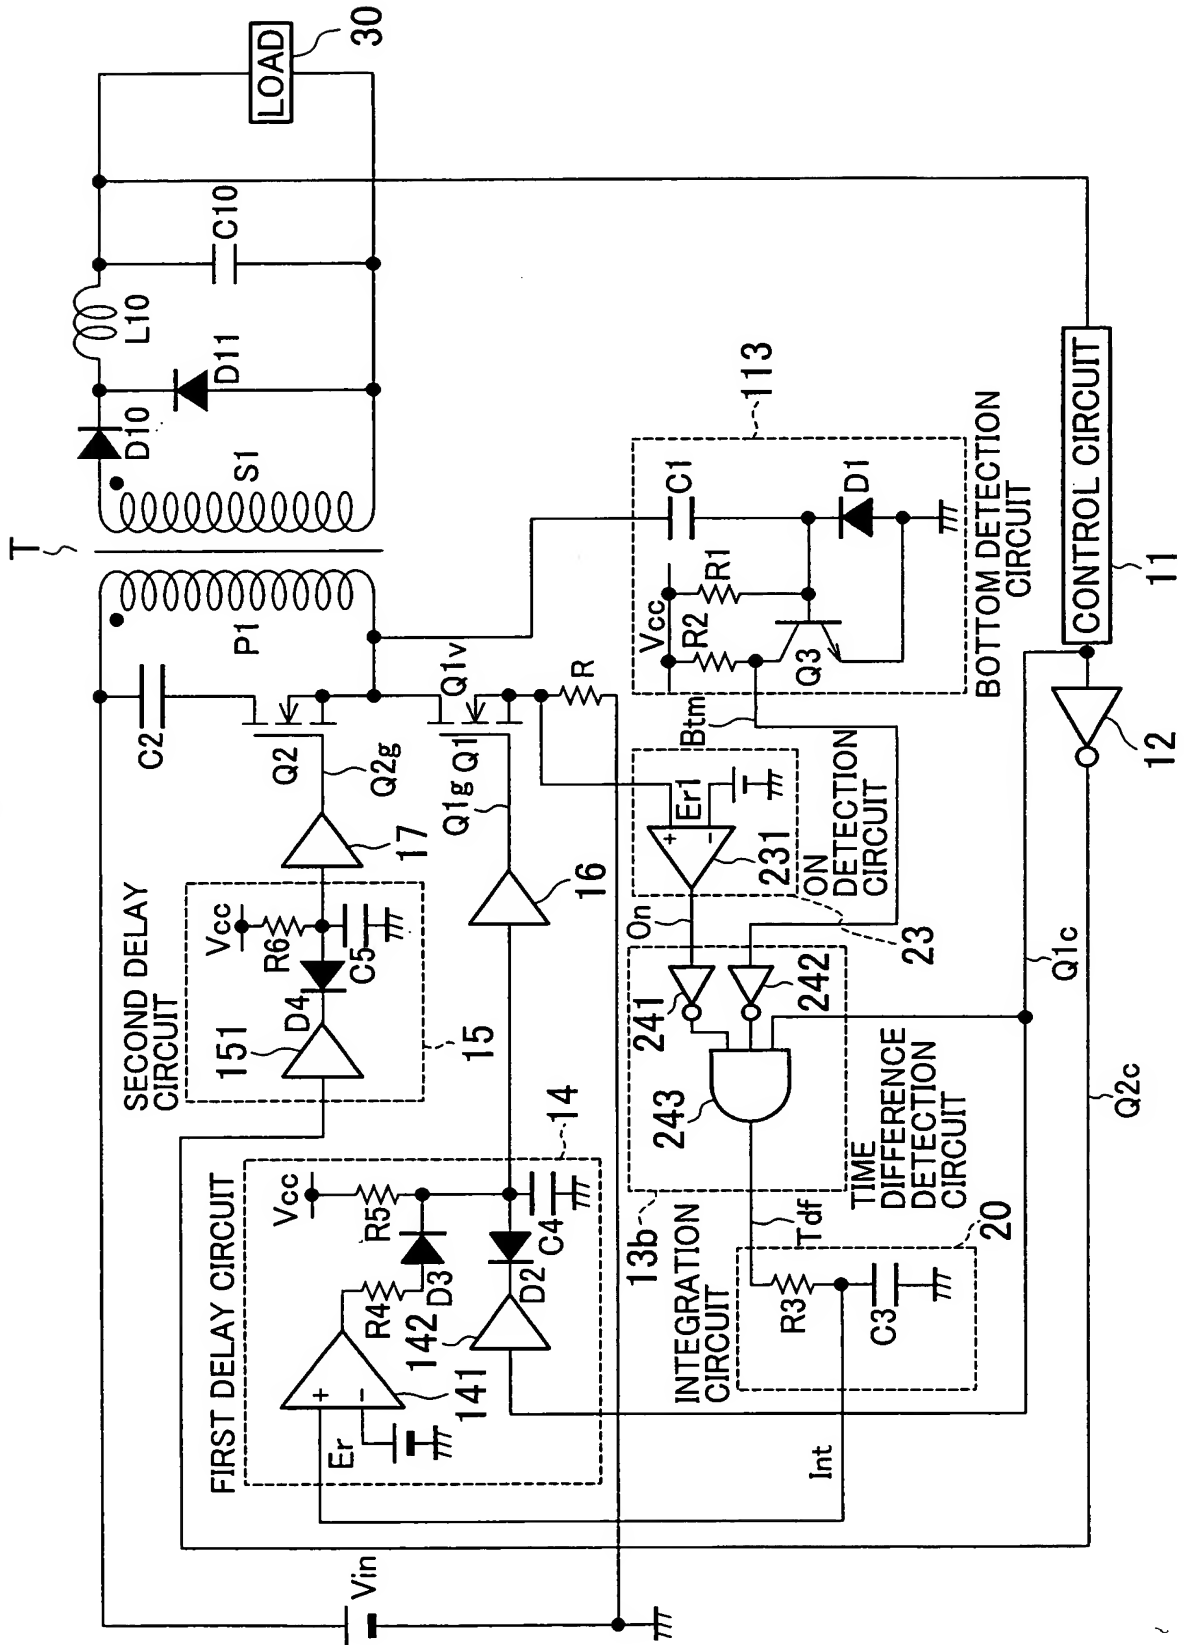 T
D10
L10
D11
C10
LOAD
30
S1
P1
C2
Q2
Q2g
Q1v
Q1
Q1g
R
17
16
SECOND DELAY
CIRCUIT
Vcc
R6
D4
C5
151
15
FIRST DELAY CIRCUIT
Vcc
R5
R4
D3
142
D2
C4
14
+
−
141
Er
Vin
113
C1
Vcc
R1
R2
D1
Q3
BOTTOM DETECTION
CIRCUIT
Btm
Er1
+
−
231
ON
DETECTION
CIRCUIT
23
On
241
242
243
TIME
DIFFERENCE
DETECTION
CIRCUIT
13b
Tdf
INTEGRATION
CIRCUIT
R3
C3
20
Int
CONTROL CIRCUIT
11
12
Q1c
Q2c